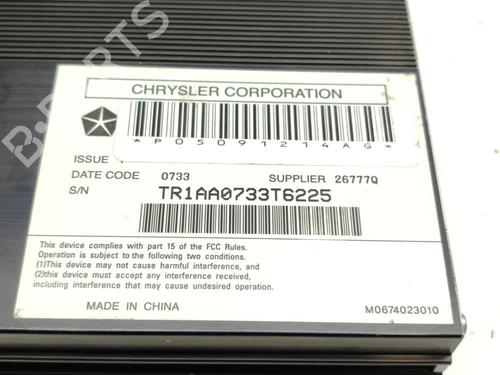 CHRYSLER CORPORATION
*P05091214AG*
ISSUE
DATE CODE 0733 SUPPLIER 26777Q
S/N TR1AA0733T6225
This device complies with part 15 of the FCC Rules.
Operation is subject to the following two conditions.
(1)This device may not cause harmful interference, and
(2)this device must accept any interference received,
including interference that may cause undesired operation.
MADE IN CHINA M0674023010
B-PARTS